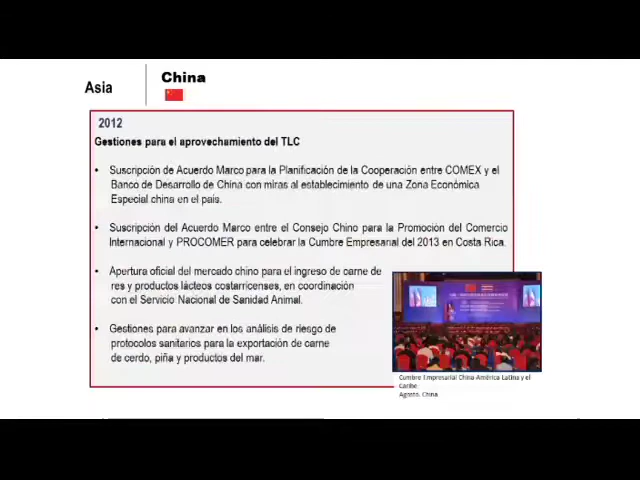 Asia
China
2012
Gestiones para el aprovechamiento del TLC
• Suscripción de Acuerdo Marco para la Planificación de la Cooperación entre COMEX y el
Banco de Desarrollo de China con miras al establecimiento de una Zona Económica
Especial china en el país.
• Suscripción del Acuerdo Marco entre el Consejo Chino para la Promoción del Comercio
Internacional y PROCOMER para celebrar la Cumbre Empresarial del 2013 en Costa Rica.
• Apertura oficial del mercado chino para el ingreso de carne de
res y productos lácteos costarricenses, en coordinación
con el Servicio Nacional de Sanidad Animal.
• Gestiones para avanzar en los análisis de riesgo de
protocolos sanitarios para la exportación de carne
de cerdo, piña y productos del mar.
Cumbre Empresarial China América Latina y el
Caribe
Agosto, China